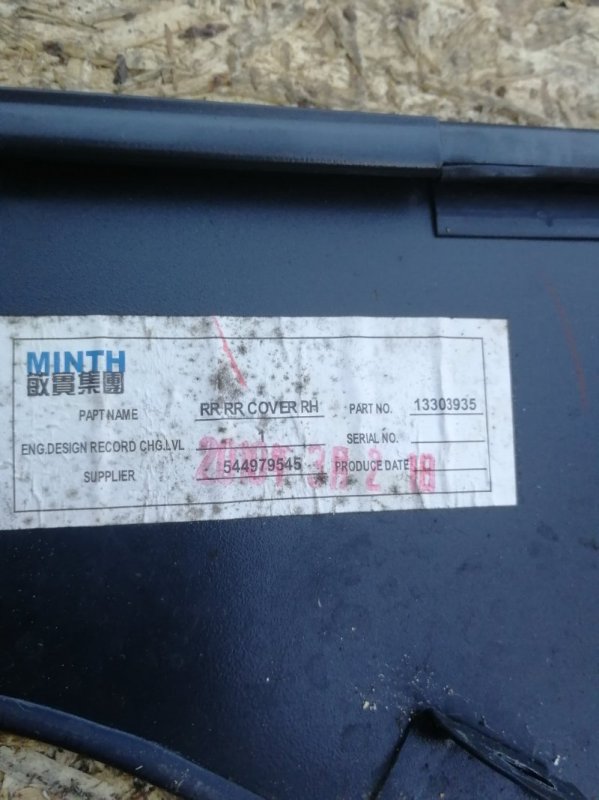 MINTH
敏實集團
PAPT NAME RR RR COVER RH PART NO. 13303935
ENG.DESIGN RECORD CHG.LVL 1 SERIAL NO.
SUPPLIER 544979545 PRODUCE DATE